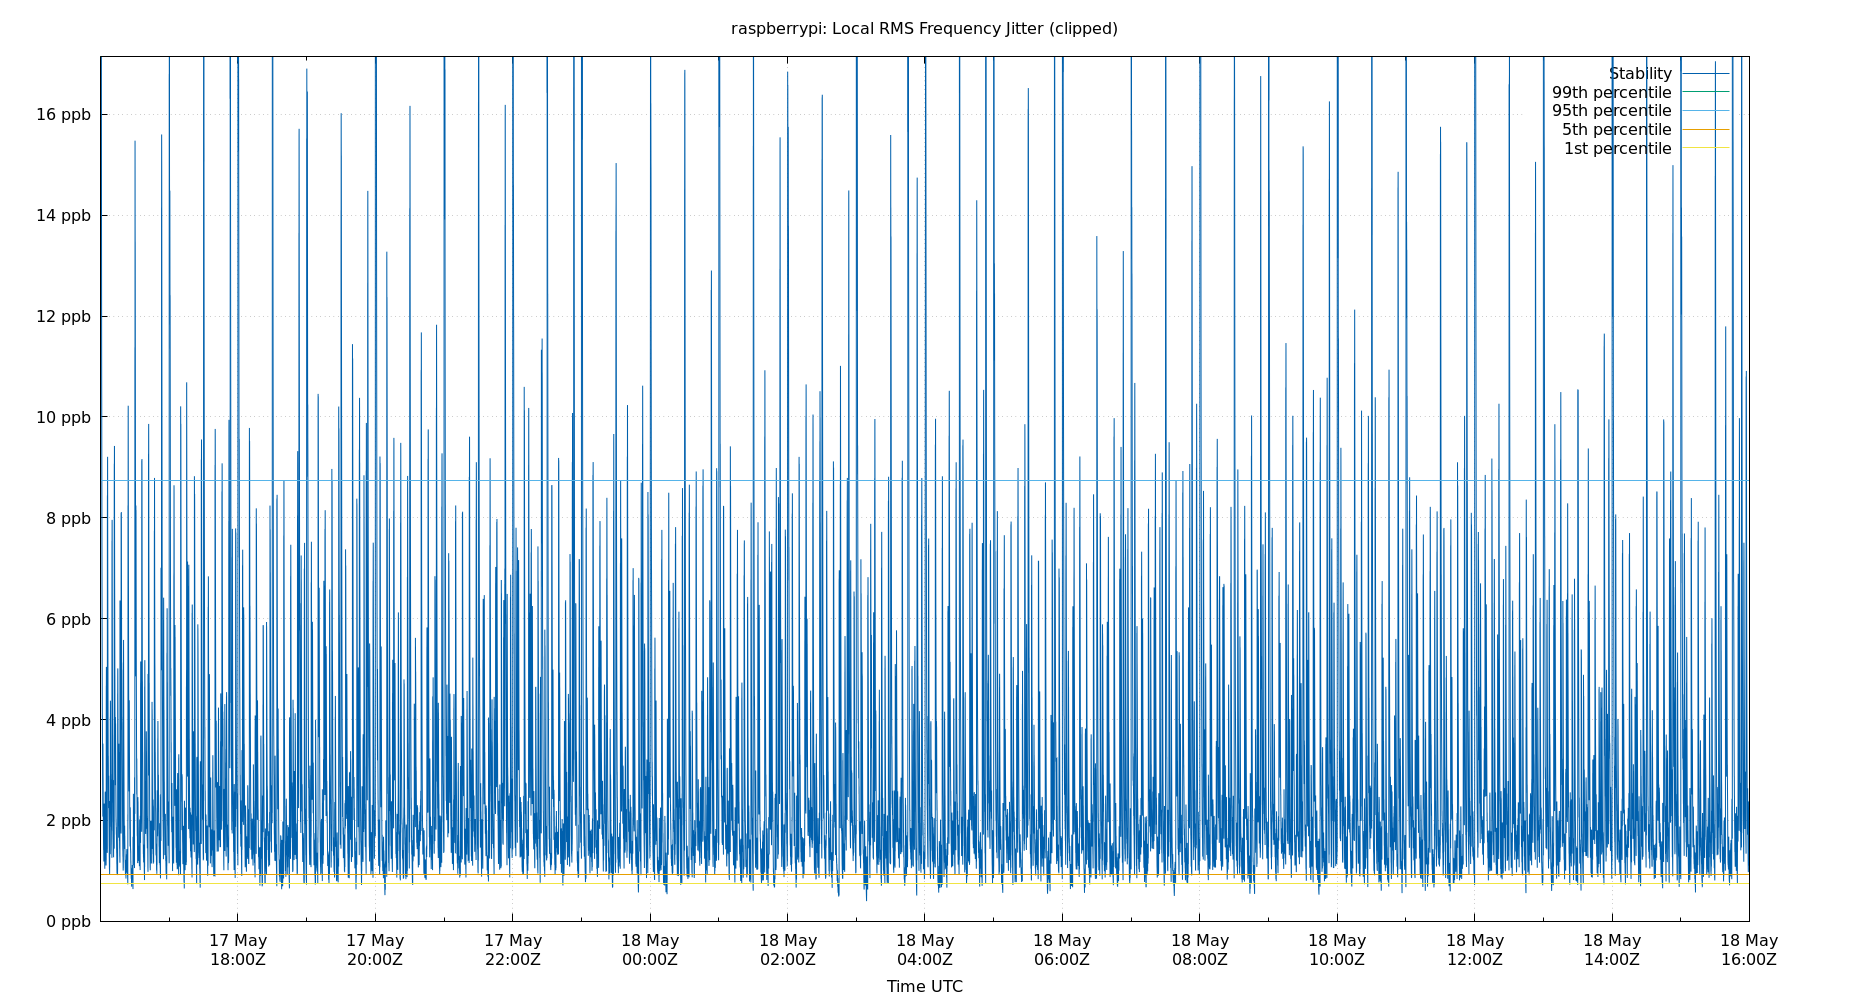 raspberrypi: Local RMS Frequency Jitter (clipped)
Stability
99th percentile
95th percentile
5th percentile
1st percentile
16 ppb
14 ppb
12 ppb
10 ppb
8 ppb
6 ppb
4 ppb
2 ppb
0 ppb
17 May 17 May 17 May 18 May 18 May 18 May 18 May 18 May 18 May 18 May 18 May 18 May
18:00Z 20:00Z 22:00Z 00:00Z 02:00Z 04:00Z 06:00Z 08:00Z 10:00Z 12:00Z 14:00Z 16:00Z
Time UTC